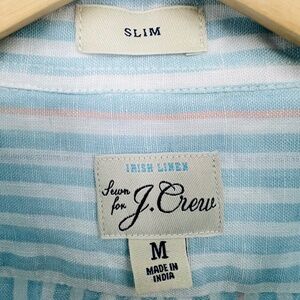 SLIM
IRISH LINEN
Sewn
for J.Crew
M
MADE IN
INDIA